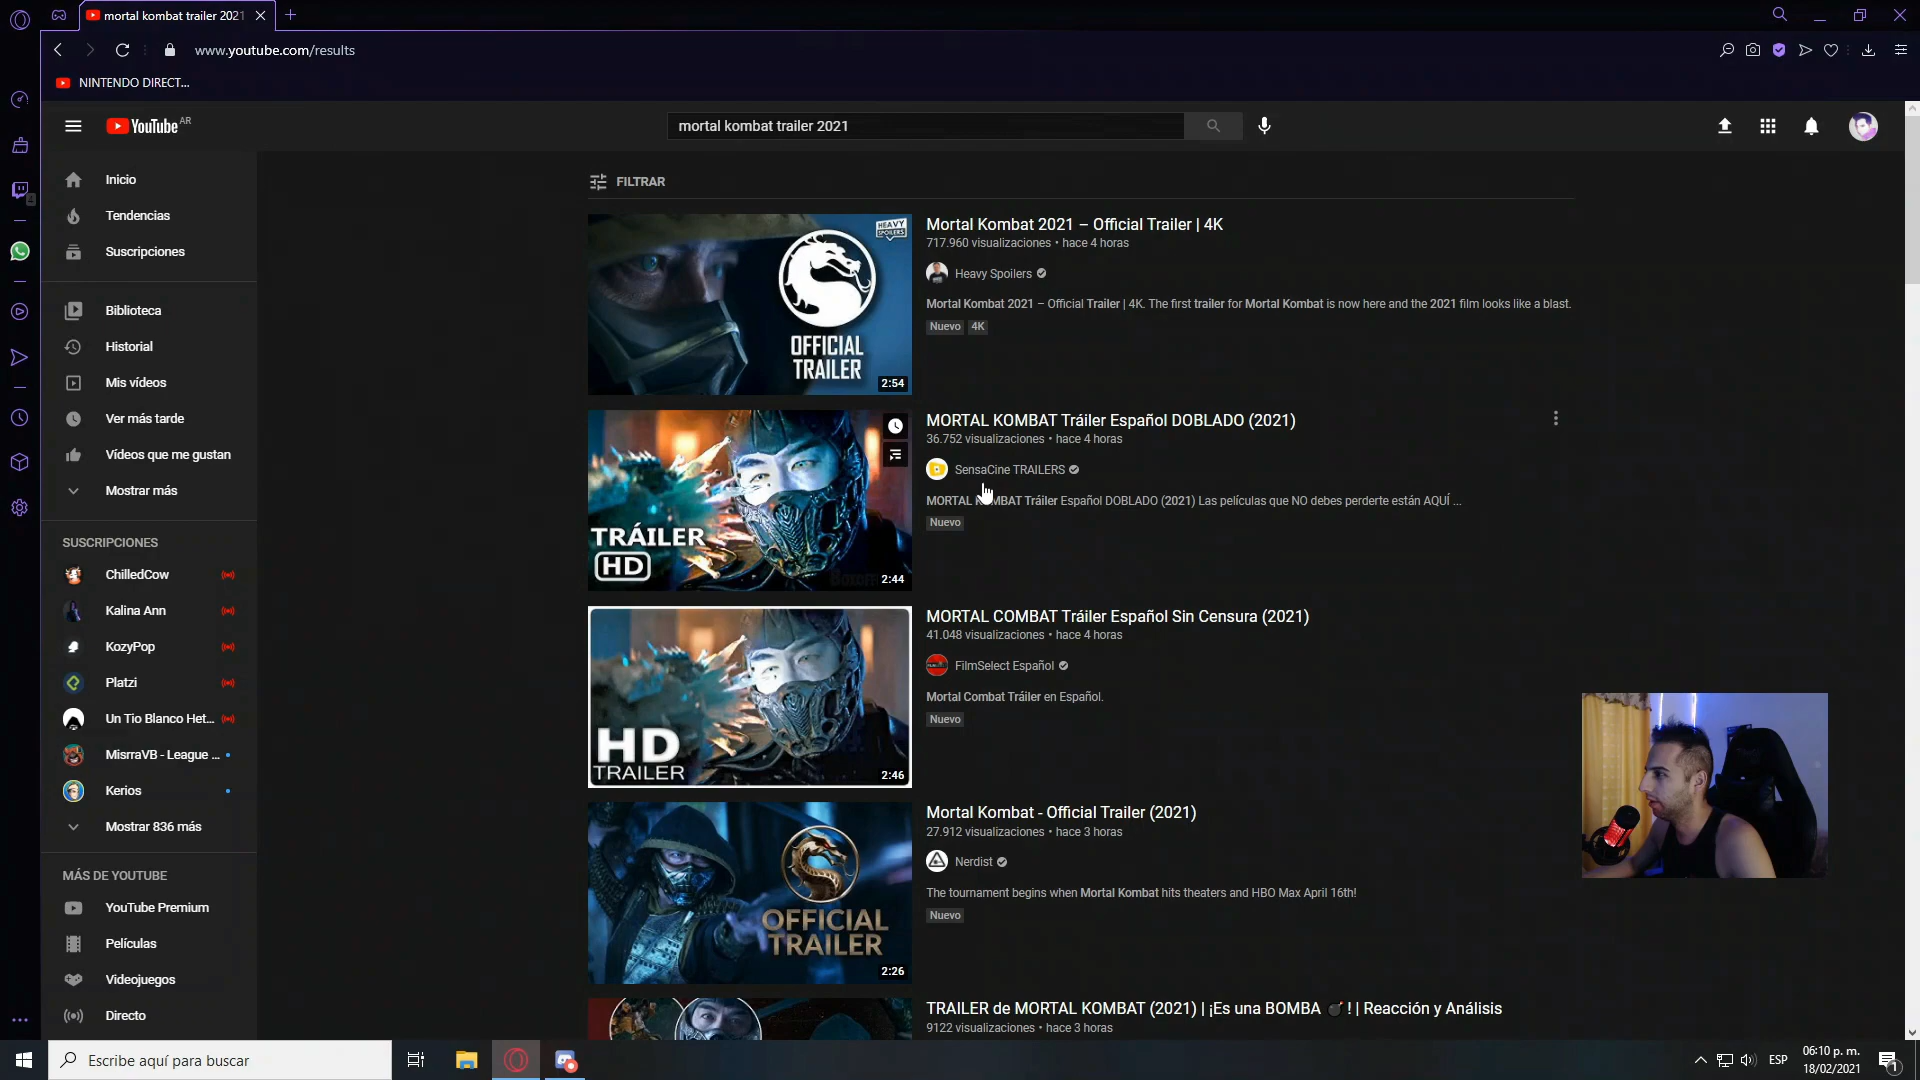 mortal kombat trailer 2021
www.youtube.com/results
NINTENDO DIRECT...
YouTube AR
mortal kombat trailer 2021
Inicio
Tendencias
Suscripciones
Biblioteca
Historial
Mis vídeos
Ver más tarde
Vídeos que me gustan
Mostrar más
SUSCRIPCIONES
ChilledCow
Kalina Ann
KozyPop
Platzi
Un Tio Blanco Het...
MisrraVB - League ...
Kerios
Mostrar 836 más
MÁS DE YOUTUBE
YouTube Premium
Películas
Videojuegos
Directo
FILTRAR
HEAVY SPOILERS
OFFICIAL
TRAILER
2:54
Mortal Kombat 2021 – Official Trailer | 4K
717.960 visualizaciones • hace 4 horas
Heavy Spoilers
Mortal Kombat 2021 – Official Trailer | 4K. The first trailer for Mortal Kombat is now here and the 2021 film looks like a blast.
Nuevo 4K
TRÁILER
HD
2:44
MORTAL KOMBAT Tráiler Español DOBLADO (2021)
36.752 visualizaciones • hace 4 horas
SensaCine TRAILERS
MORTAL KOMBAT Tráiler Español DOBLADO (2021) Las películas que NO debes perderte están AQUÍ ...
Nuevo
HD
TRAILER
2:46
MORTAL COMBAT Tráiler Español Sin Censura (2021)
41.048 visualizaciones • hace 4 horas
FilmSelect Español
Mortal Combat Tráiler en Español.
Nuevo
OFFICIAL
TRAILER
2:26
Mortal Kombat - Official Trailer (2021)
27.912 visualizaciones • hace 3 horas
Nerdist
The tournament begins when Mortal Kombat hits theaters and HBO Max April 16th!
Nuevo
TRAILER de MORTAL KOMBAT (2021) | ¡Es una BOMBA 💣! | Reacción y Análisis
9122 visualizaciones • hace 3 horas
Escribe aquí para buscar
ESP
06:10 p. m.
18/02/2021
1